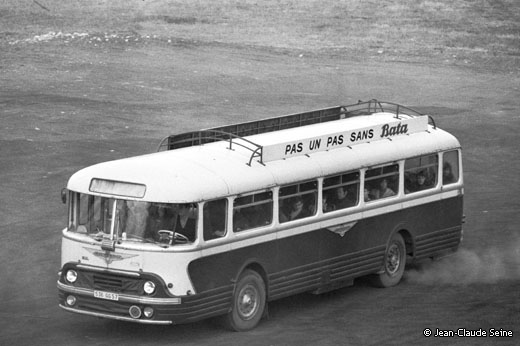 PAS UN PAS SANS Bata
© Jean-Claude Seine